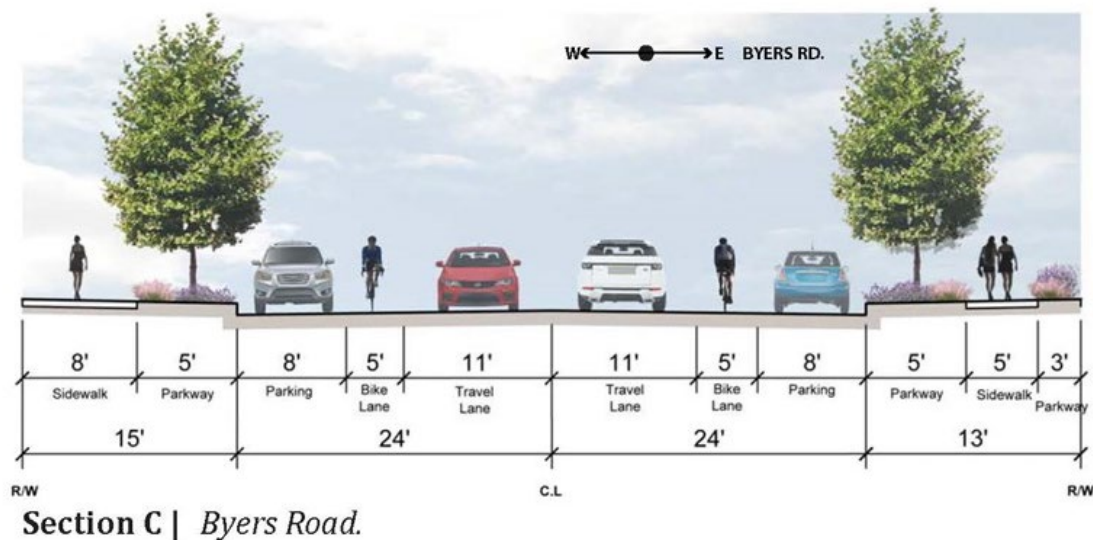 W E BYERS RD.
8' 5' 8' 5' 11' 11' 5' 8' 5' 5' 3'
Sidewalk Parkway Parking Bike Lane Travel Lane Travel Lane Bike Lane Parking Parkway Sidewalk Parkway
15' 24' 24' 13'
R/W C.L R/W
Section C | Byers Road.